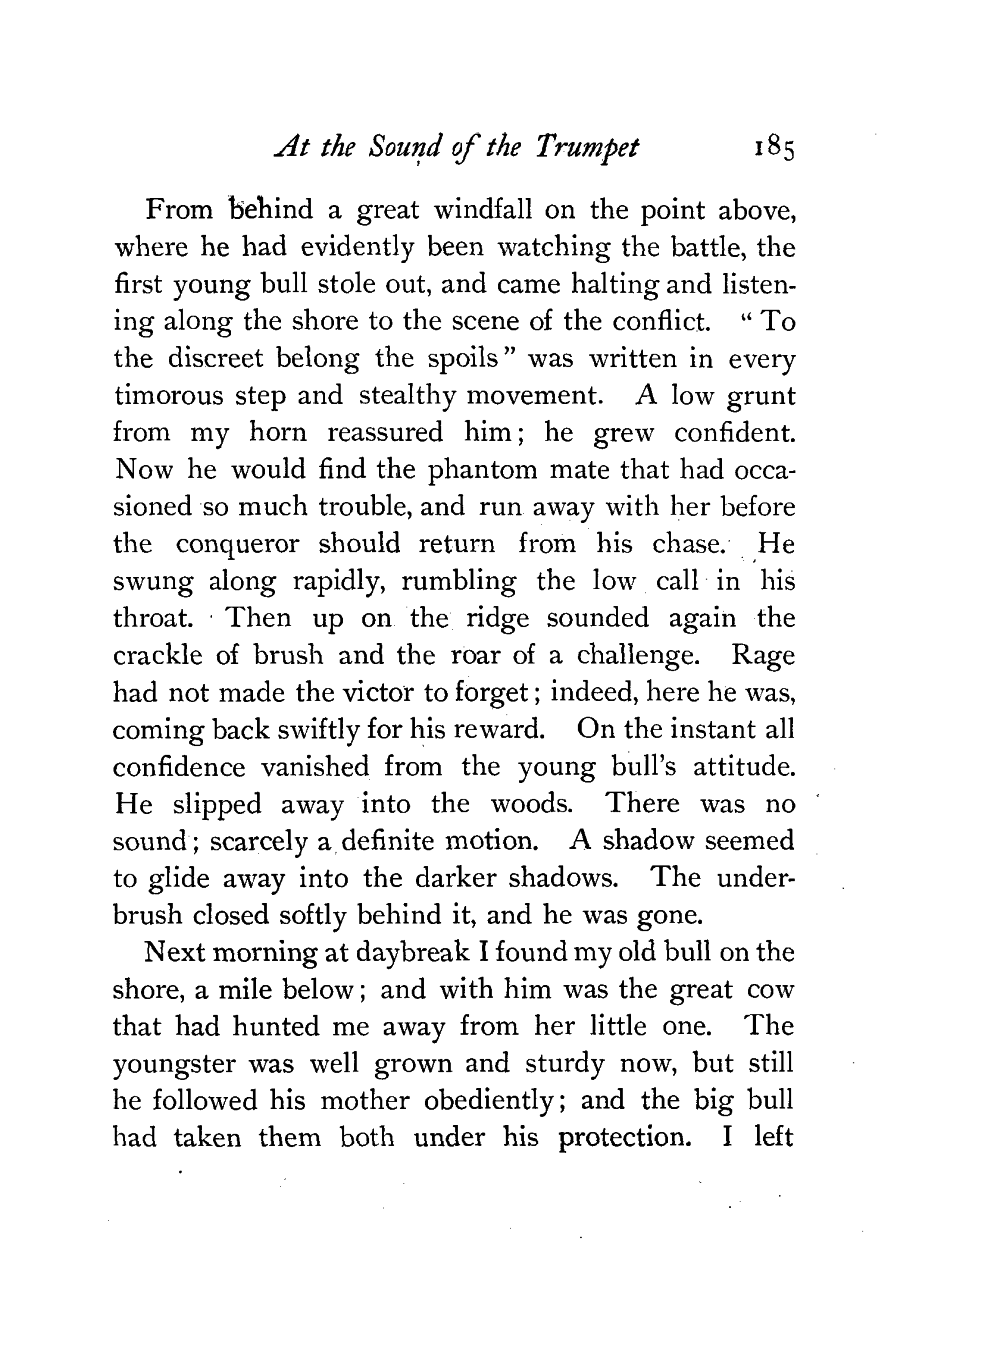 At the Sound of the Trumpet 185
From behind a great windfall on the point above,
where he had evidently been watching the battle, the
first young bull stole out, and came halting and listen-
ing along the shore to the scene of the conflict. “ To
the discreet belong the spoils ” was written in every
timorous step and stealthy movement. A low grunt
from my horn reassured him ; he grew confident.
Now he would find the phantom mate that had occa-
sioned so much trouble, and run away with her before
the conqueror should return from his chase. He
swung along rapidly, rumbling the low call in his
throat. Then up on the ridge sounded again the
crackle of brush and the roar of a challenge. Rage
had not made the victor to forget ; indeed, here he was,
coming back swiftly for his reward. On the instant all
confidence vanished from the young bull’s attitude.
He slipped away into the woods. There was no
sound ; scarcely a definite motion. A shadow seemed
to glide away into the darker shadows. The under-
brush closed softly behind it, and he was gone.
Next morning at daybreak I found my old bull on the
shore, a mile below ; and with him was the great cow
that had hunted me away from her little one. The
youngster was well grown and sturdy now, but still
he followed his mother obediently ; and the big bull
had taken them both under his protection. I left